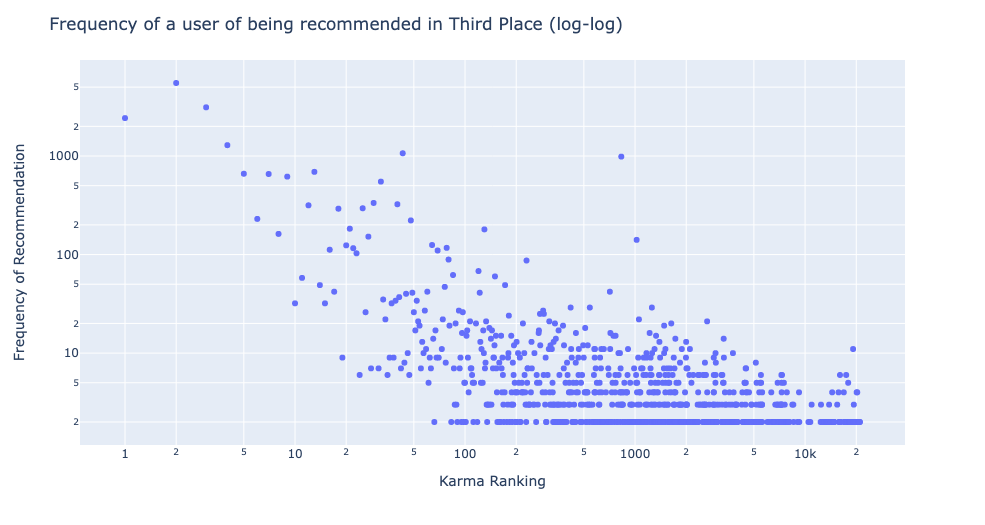 Frequency of a user of being recommended in Third Place (log-log)
Frequency of Recommendation
5
2
1000
5
2
100
5
2
10
5
2
1 2 5 10 2 5 100 2 5 1000 2 5 10k 2
Karma Ranking